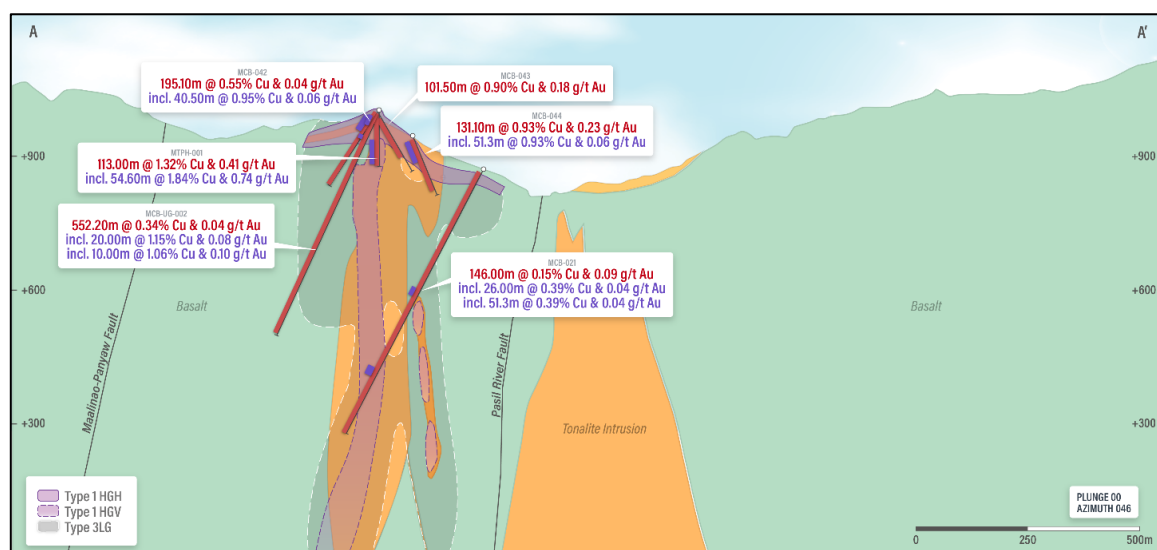 A
A'
MCB-042
195.10m @ 0.55% Cu & 0.04 g/t Au
incl. 40.50m @ 0.95% Cu & 0.06 g/t Au
MCB-043
101.50m @ 0.90% Cu & 0.18 g/t Au
MCB-044
131.10m @ 0.93% Cu & 0.23 g/t Au
incl. 51.3m @ 0.93% Cu & 0.06 g/t Au
+900
+900
MTPH-001
113.00m @ 1.32% Cu & 0.41 g/t Au
incl. 54.60m @ 1.84% Cu & 0.74 g/t Au
MCB-UG-002
552.20m @ 0.34% Cu & 0.04 g/t Au
incl. 20.00m @ 1.15% Cu & 0.08 g/t Au
incl. 10.00m @ 1.06% Cu & 0.10 g/t Au
MCB-021
146.00m @ 0.15% Cu & 0.09 g/t Au
incl. 26.00m @ 0.39% Cu & 0.04 g/t Au
incl. 51.3m @ 0.39% Cu & 0.04 g/t Au
+600
+600
Basalt
Basalt
Maalinao-Panyaw Fault
Pasil River Fault
+300
+300
Tonalite Intrusion
Type 1 HGH
Type 1 HGV
Type 3LG
PLUNGE 00
AZIMUTH 046
0
250
500m